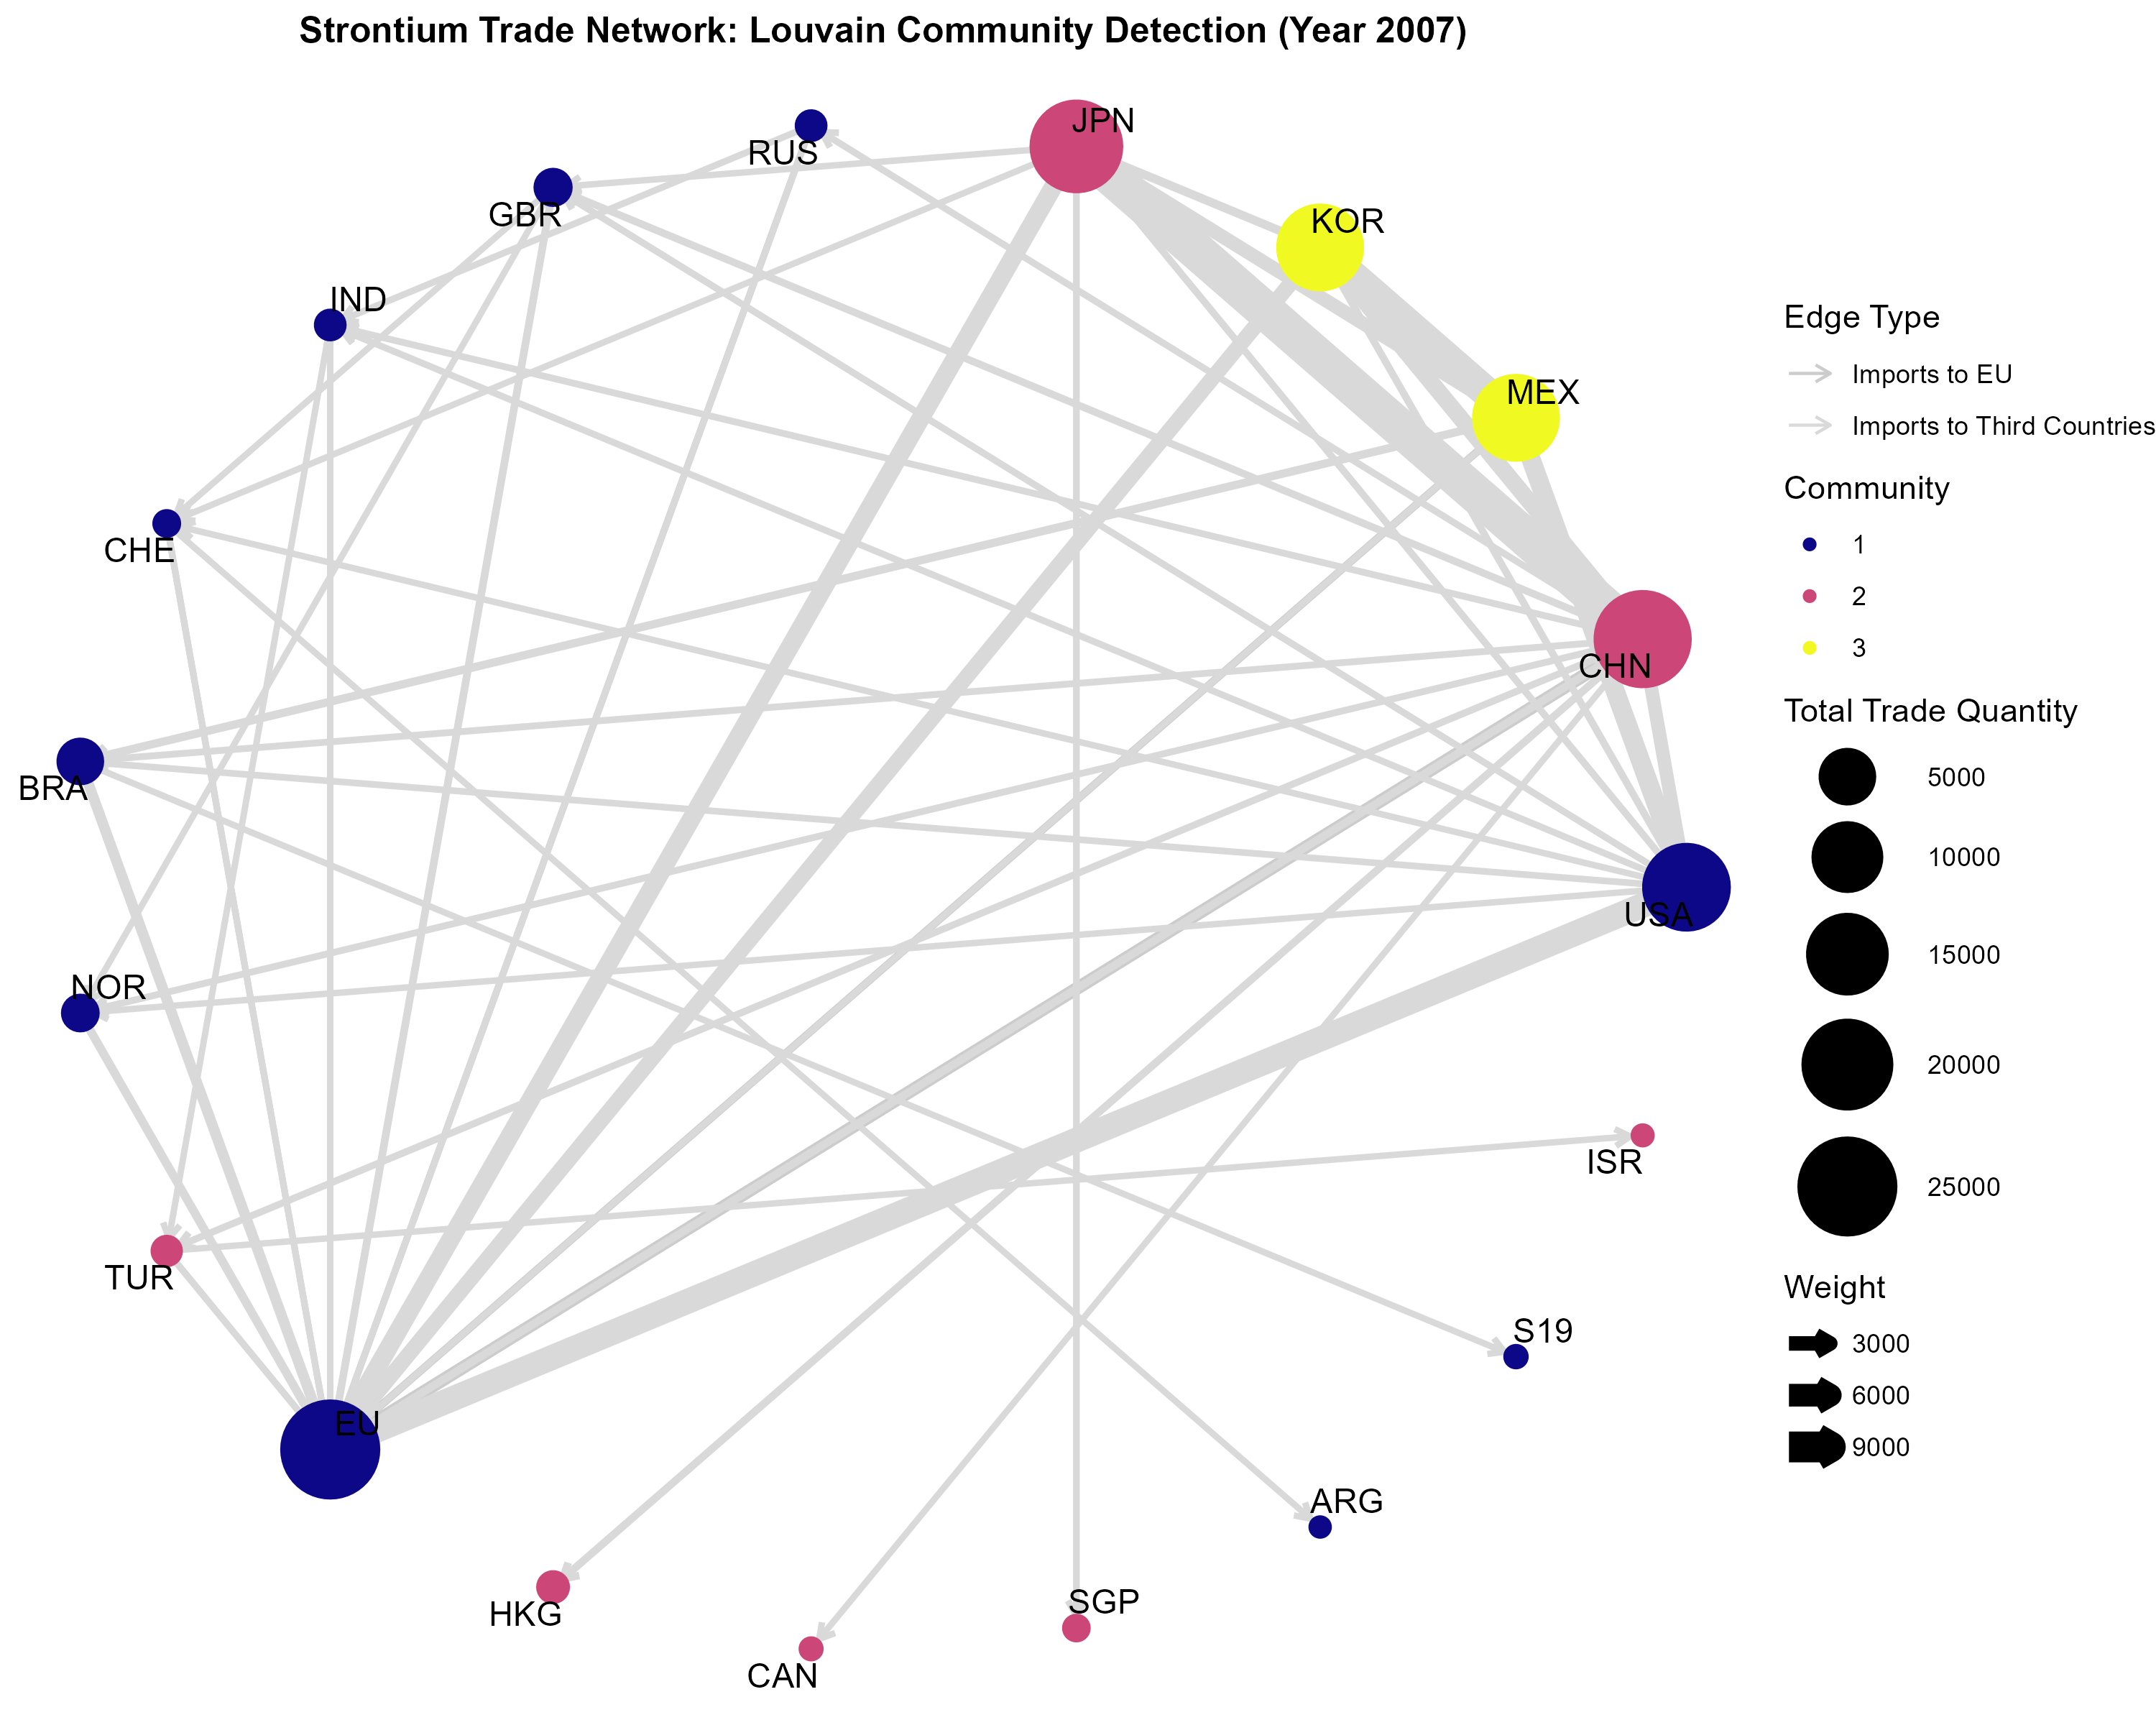 Strontium Trade Network: Louvain Community Detection (Year 2007)
JPN
RUS
GBR
KOR
IND
MEX
CHE
CHN
BRA
USA
NOR
ISR
TUR
S19
EU
ARG
HKG
SGP
CAN
Edge Type
Imports to EU
Imports to Third Countries
Community
1
2
3
Total Trade Quantity
5000
10000
15000
20000
25000
Weight
3000
6000
9000